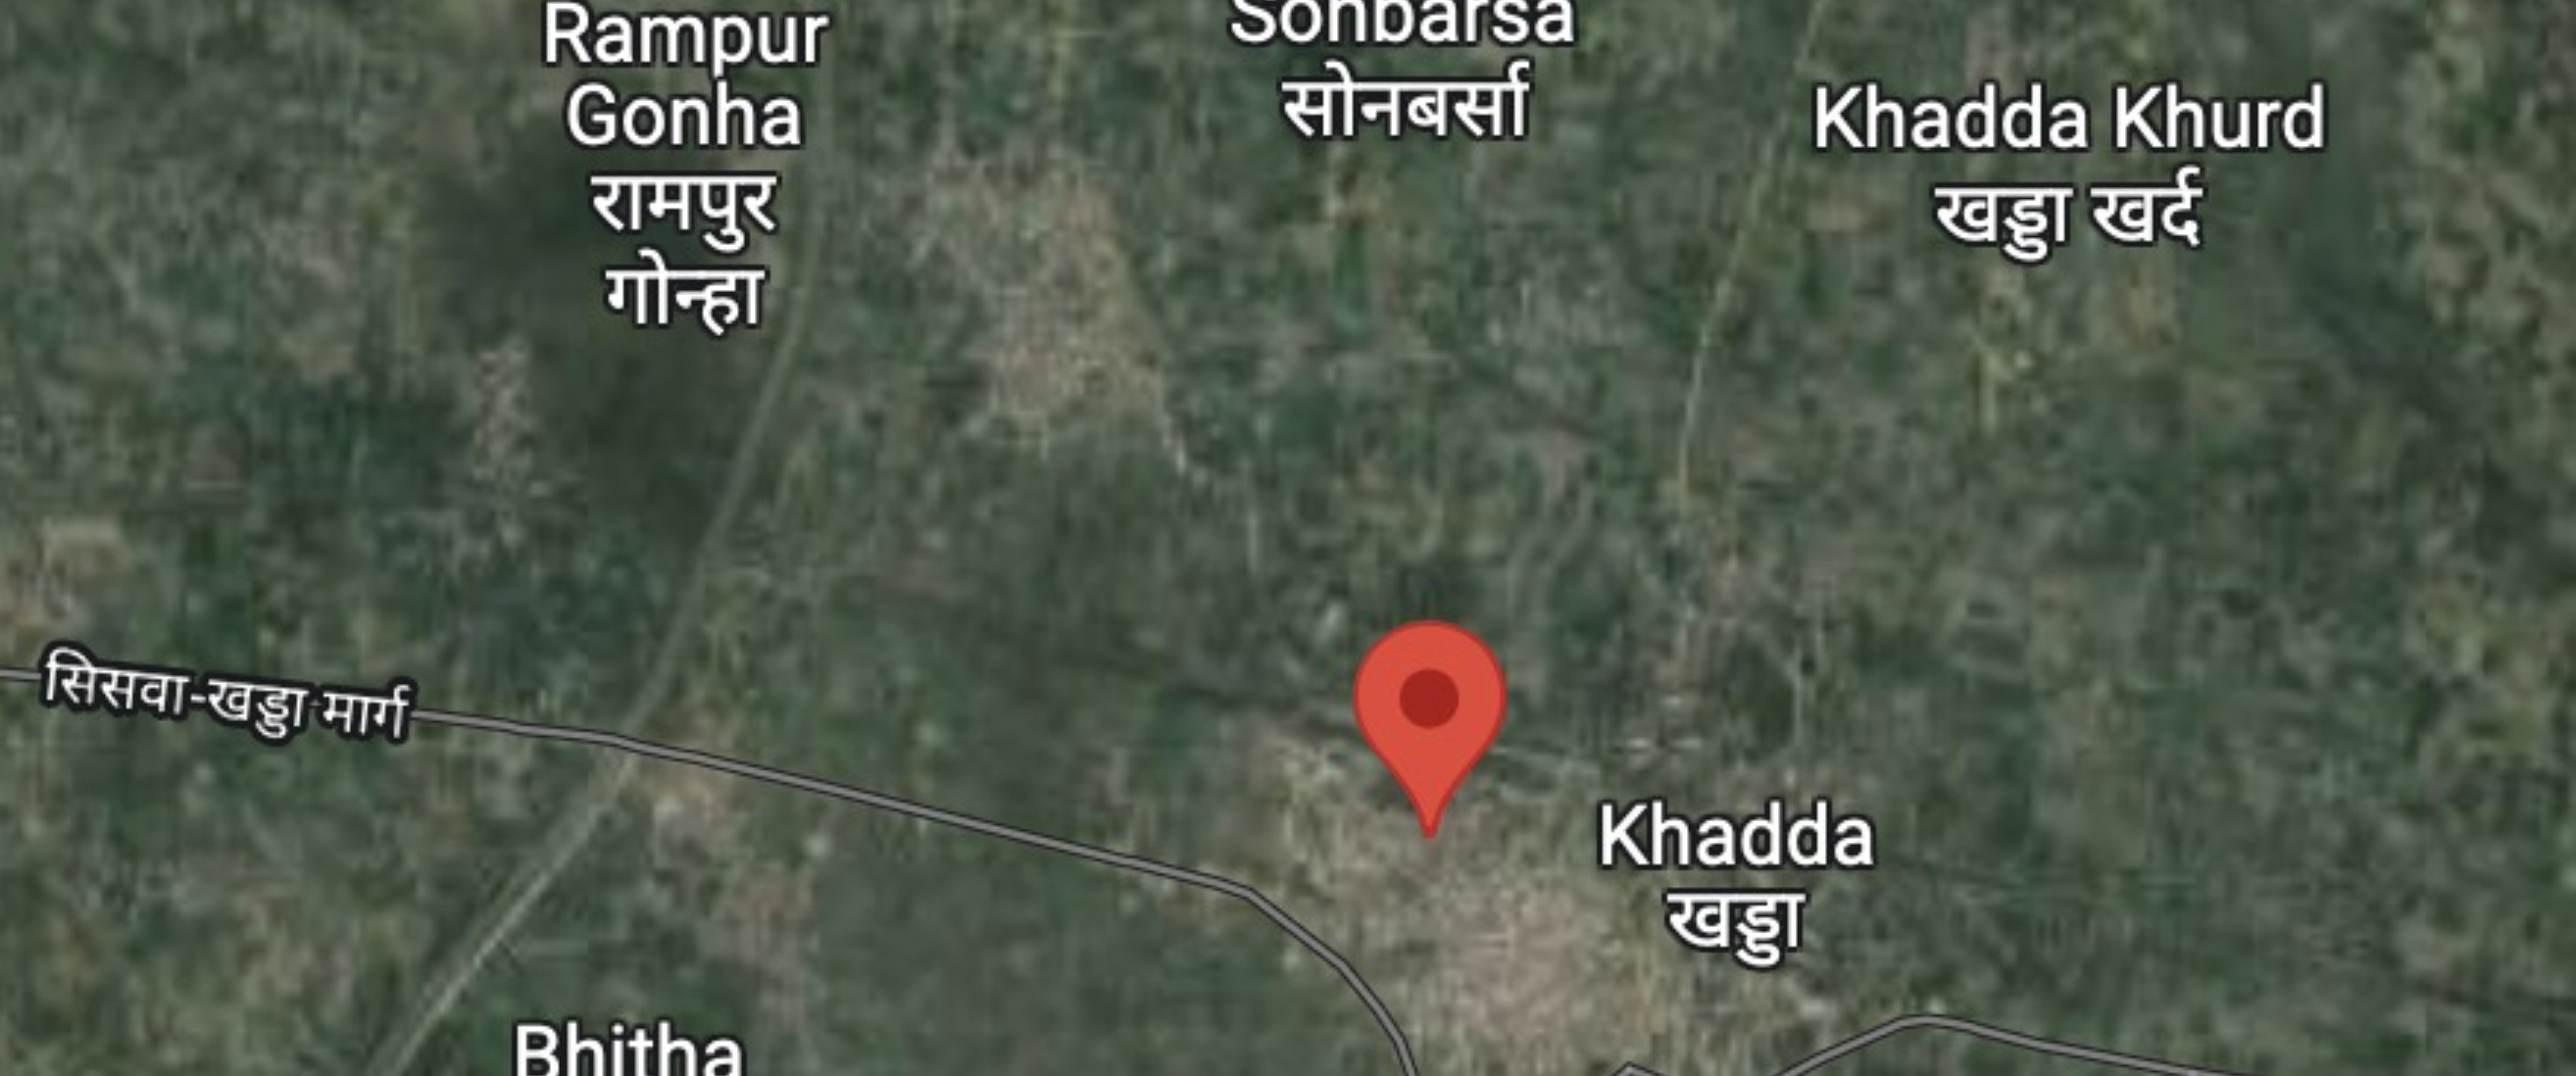 Rampur
Gonha
रामपुर
गोन्हा
Sonbarsa
सोनबर्सा
Khadda Khurd
खड्डा खर्द
सिसवा-खड्डा मार्ग
Khadda
खड्डा
Bhitha